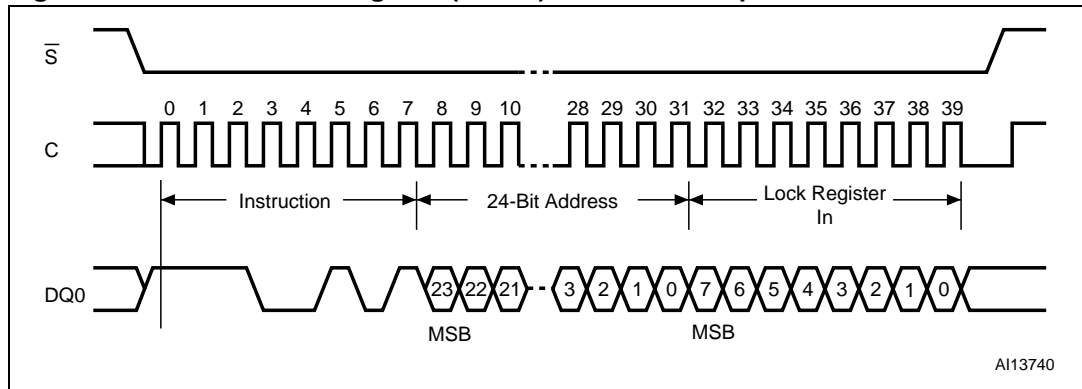 S̅
0 1 2 3 4 5 6 7 8 9 10 28 29 30 31 32 33 34 35 36 37 38 39
C
Instruction 24-Bit Address Lock Register
In
DQ0 23 22 21 3 2 1 0 7 6 5 4 3 2 1 0
MSB MSB
AI13740